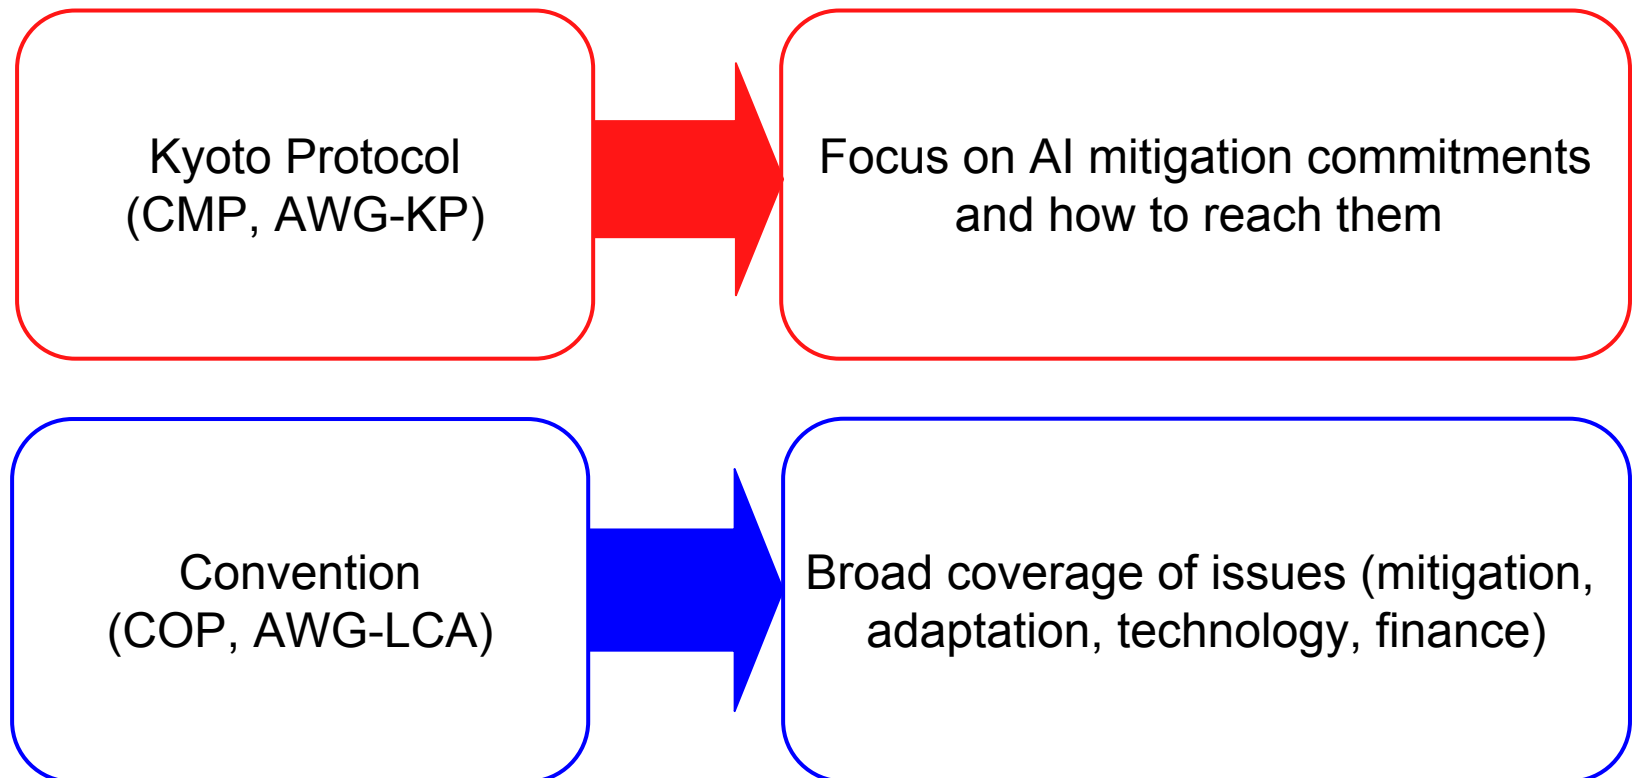 Kyoto Protocol
(CMP, AWG-KP)
Focus on AI mitigation commitments
and how to reach them
Convention
(COP, AWG-LCA)
Broad coverage of issues (mitigation,
adaptation, technology, finance)